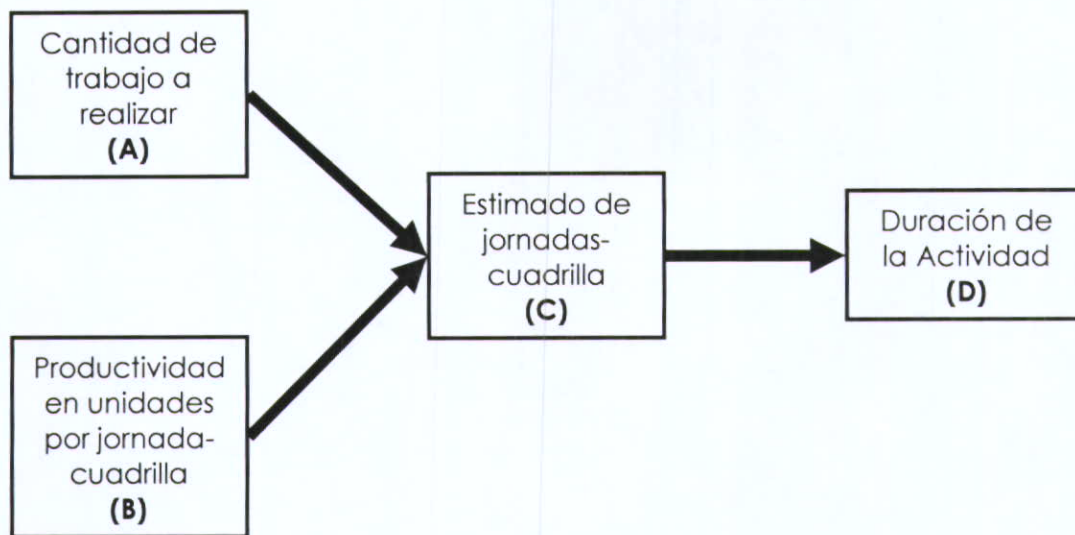 Cantidad de
trabajo a
realizar
(A)
Productividad
en unidades
por jornada-
cuadrilla
(B)
Estimado de
jornadas-
cuadrilla
(C)
Duración de
la Actividad
(D)